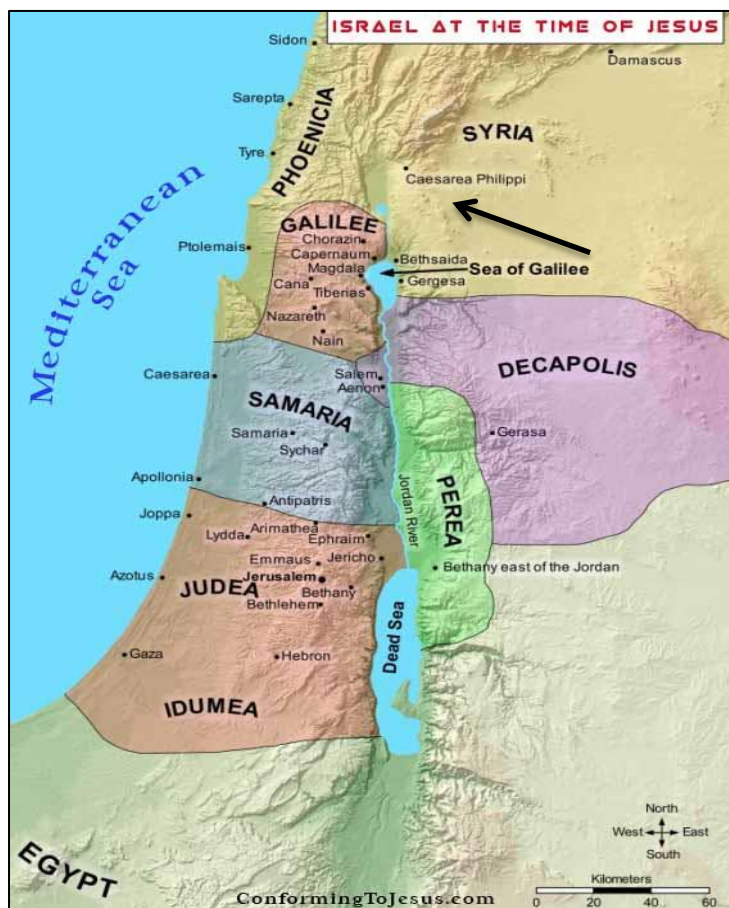 ISRAEL AT THE TIME OF JESUS
Sidon
Damascus
Sarepta
PHOENICIA
SYRIA
Tyre
Caesarea Philippi
Mediterranean
Sea
GALILEE
Chorazin
Ptolemais
Capernaum
Bethsaida
Magdala
Sea of Galilee
Cana
Gergesa
Tiberias
Nazareth
Nain
DECAPOLIS
Caesarea
Salem
Aenon
SAMARIA
Samaria
Gerasa
Sychar
Apollonia
Jordan River
PEREA
Antipatris
Joppa
Arimathea
Lydda
Ephraim
Emmaus
Jericho
Bethany east of the Jordan
Azotus
JUDEA
Jerusalem
Bethany
Bethlehem
Dead Sea
Gaza
Hebron
IDUMEA
North
West
East
South
EGYPT
Kilometers
0 20 40 60
ConformingToJesus.com